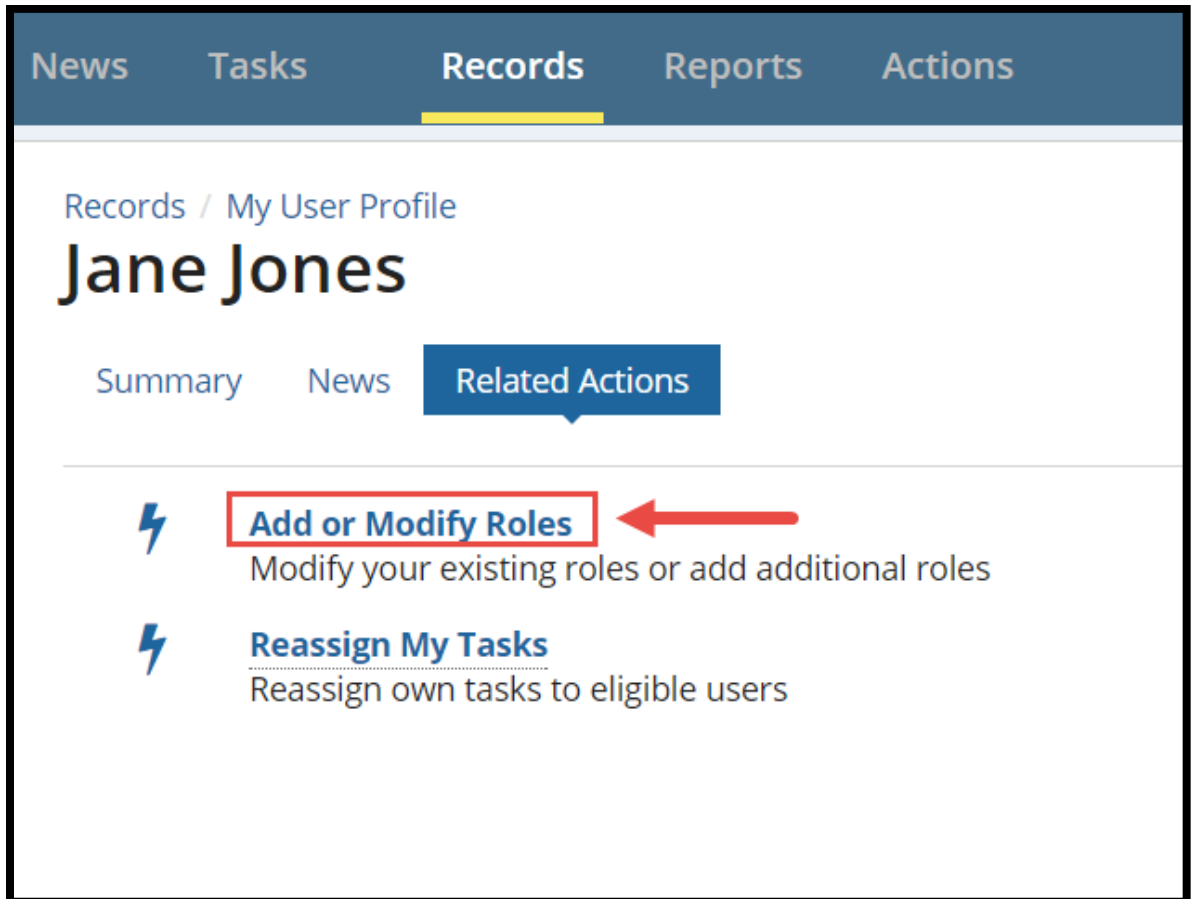 News Tasks Records Reports Actions
Records / My User Profile
Jane Jones
Summary News Related Actions
Add or Modify Roles
Modify your existing roles or add additional roles
Reassign My Tasks
Reassign own tasks to eligible users